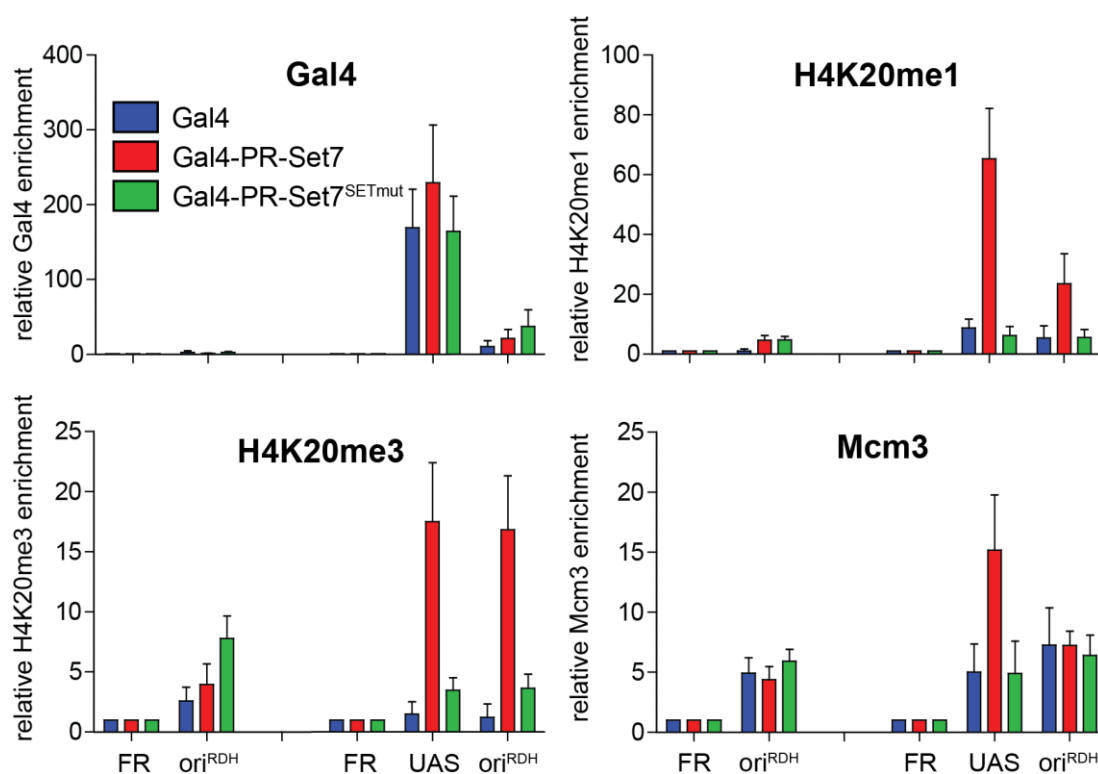 Gal4
relative Gal4 enrichment
400
300
200
100
0
Gal4
Gal4-PR-Set7
Gal4-PR-Set7SETmut
H4K20me1
relative H4K20me1 enrichment
100
80
60
40
20
0
H4K20me3
relative H4K20me3 enrichment
25
20
15
10
5
0
FR oriRDH FR UAS oriRDH
Mcm3
relative Mcm3 enrichment
25
20
15
10
5
0
FR oriRDH FR UAS oriRDH